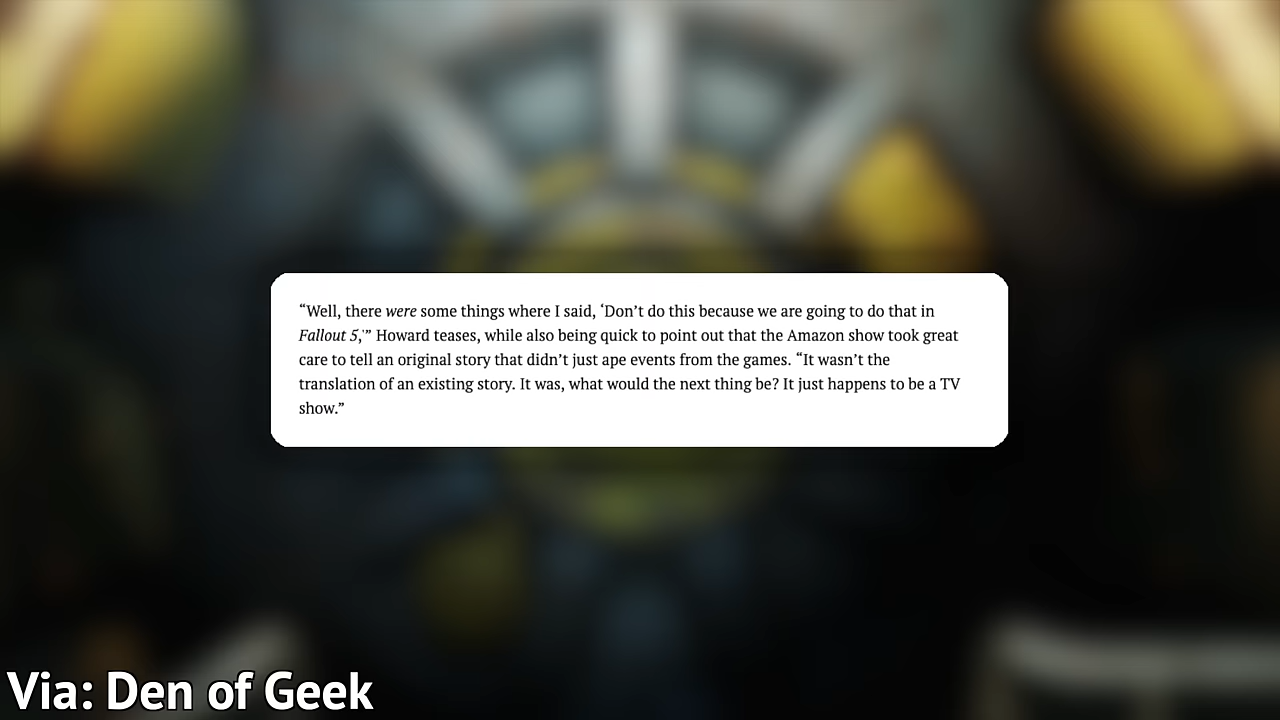 “Well, there were some things where I said, ‘Don’t do this because we are going to do that in
Fallout 5,’” Howard teases, while also being quick to point out that the Amazon show took great
care to tell an original story that didn’t just ape events from the games. “It wasn’t the
translation of an existing story. It was, what would the next thing be? It just happens to be a TV
show.”
Via: Den of Geek